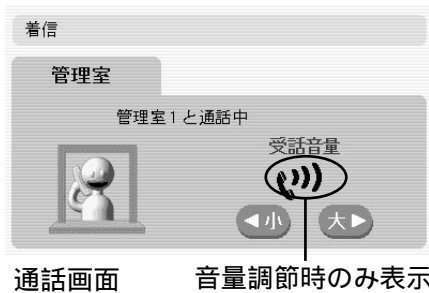 着信
管理室
管理室1と通話中
受話音量
◀小
大▶
通話画面
音量調節時のみ表示